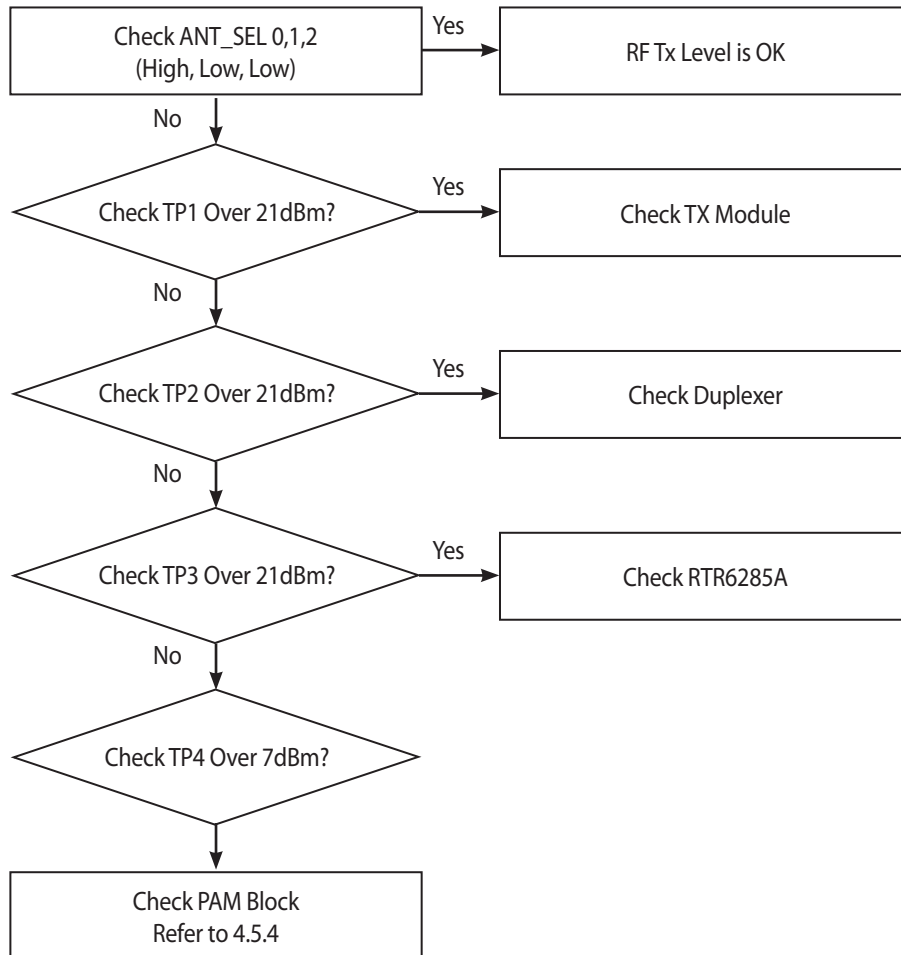 Check ANT_SEL 0,1,2
(High, Low, Low)
Yes
RF Tx Level is OK
No
Check TP1 Over 21dBm?
Yes
Check TX Module
No
Check TP2 Over 21dBm?
Yes
Check Duplexer
No
Check TP3 Over 21dBm?
Yes
Check RTR6285A
No
Check TP4 Over 7dBm?
Check PAM Block
Refer to 4.5.4